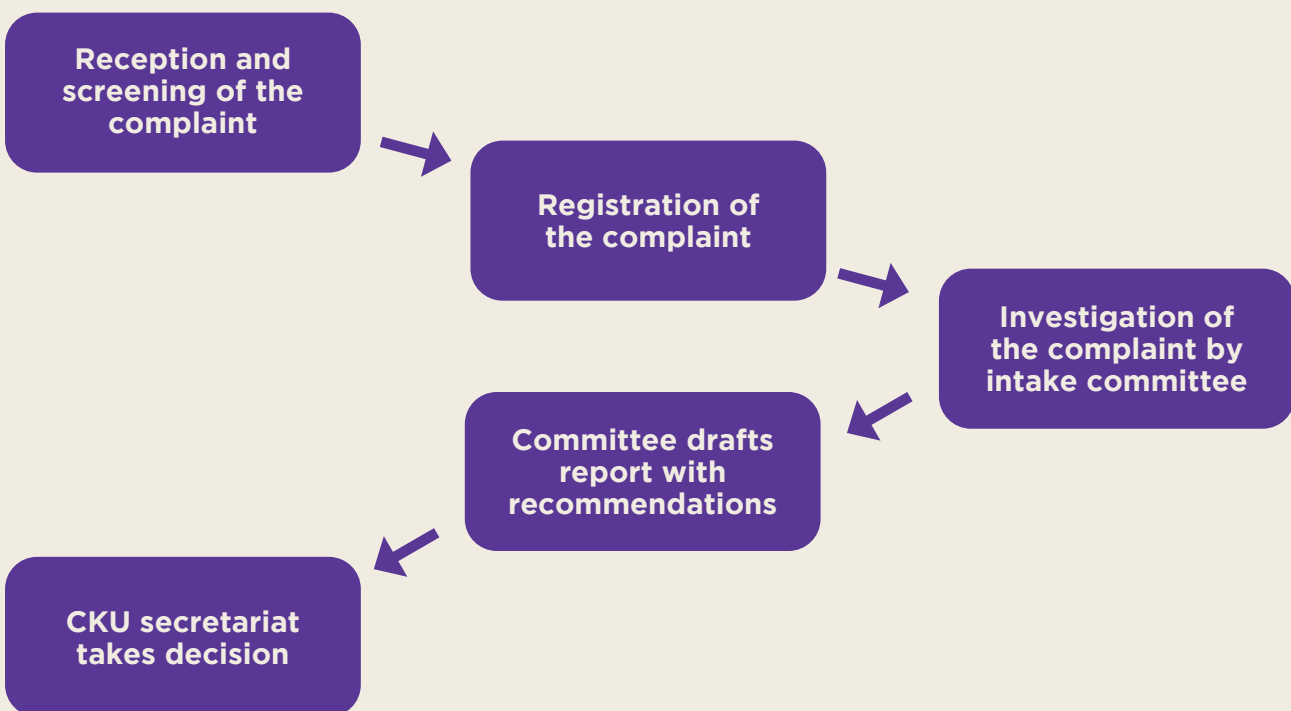 Reception and
screening of the
complaint
Registration of
the complaint
Investigation of
the complaint by
intake committee
Committee drafts
report with
recommendations
CKU secretariat
takes decision